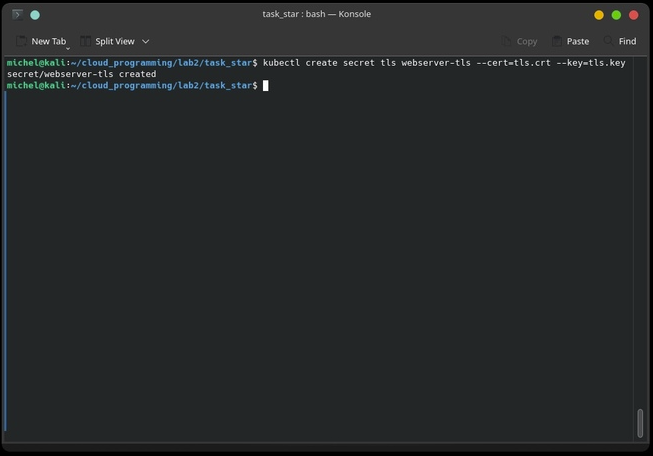 task_star : bash — Konsole
New Tab Split View Copy Paste Find
michel@kali:~/cloud_programming/lab2/task_star$ kubectl create secret tls webserver-tls --cert=tls.crt --key=tls.key
secret/webserver-tls created
michel@kali:~/cloud_programming/lab2/task_star$